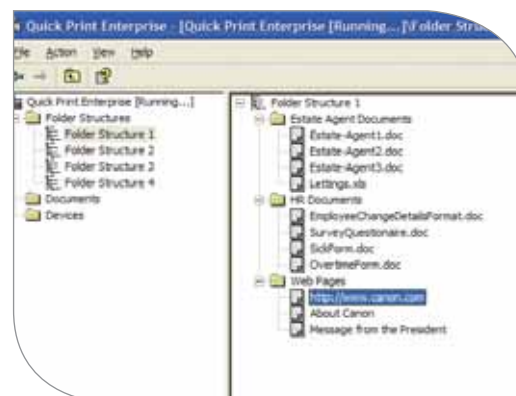 Quick Print Enterprise - [Quick Print Enterprise [Running...]\Folder
File Action View Help
Quick Print Enterprise [Running...]
Folder Structures
Folder Structure 1
Folder Structure 2
Folder Structure 3
Folder Structure 4
Documents
Devices
Folder Structure 1
Estate Agent Documents
Estate-Agent1.doc
Estate-Agent2.doc
Estate-Agent3.doc
Lettings.xls
HR Documents
EmployeeChangeDetailsFormat.doc
SurveyQuestionaire.doc
SickForm.doc
OvertimeForm.doc
Web Pages
http://www.canon.com
About Canon
Message from the President